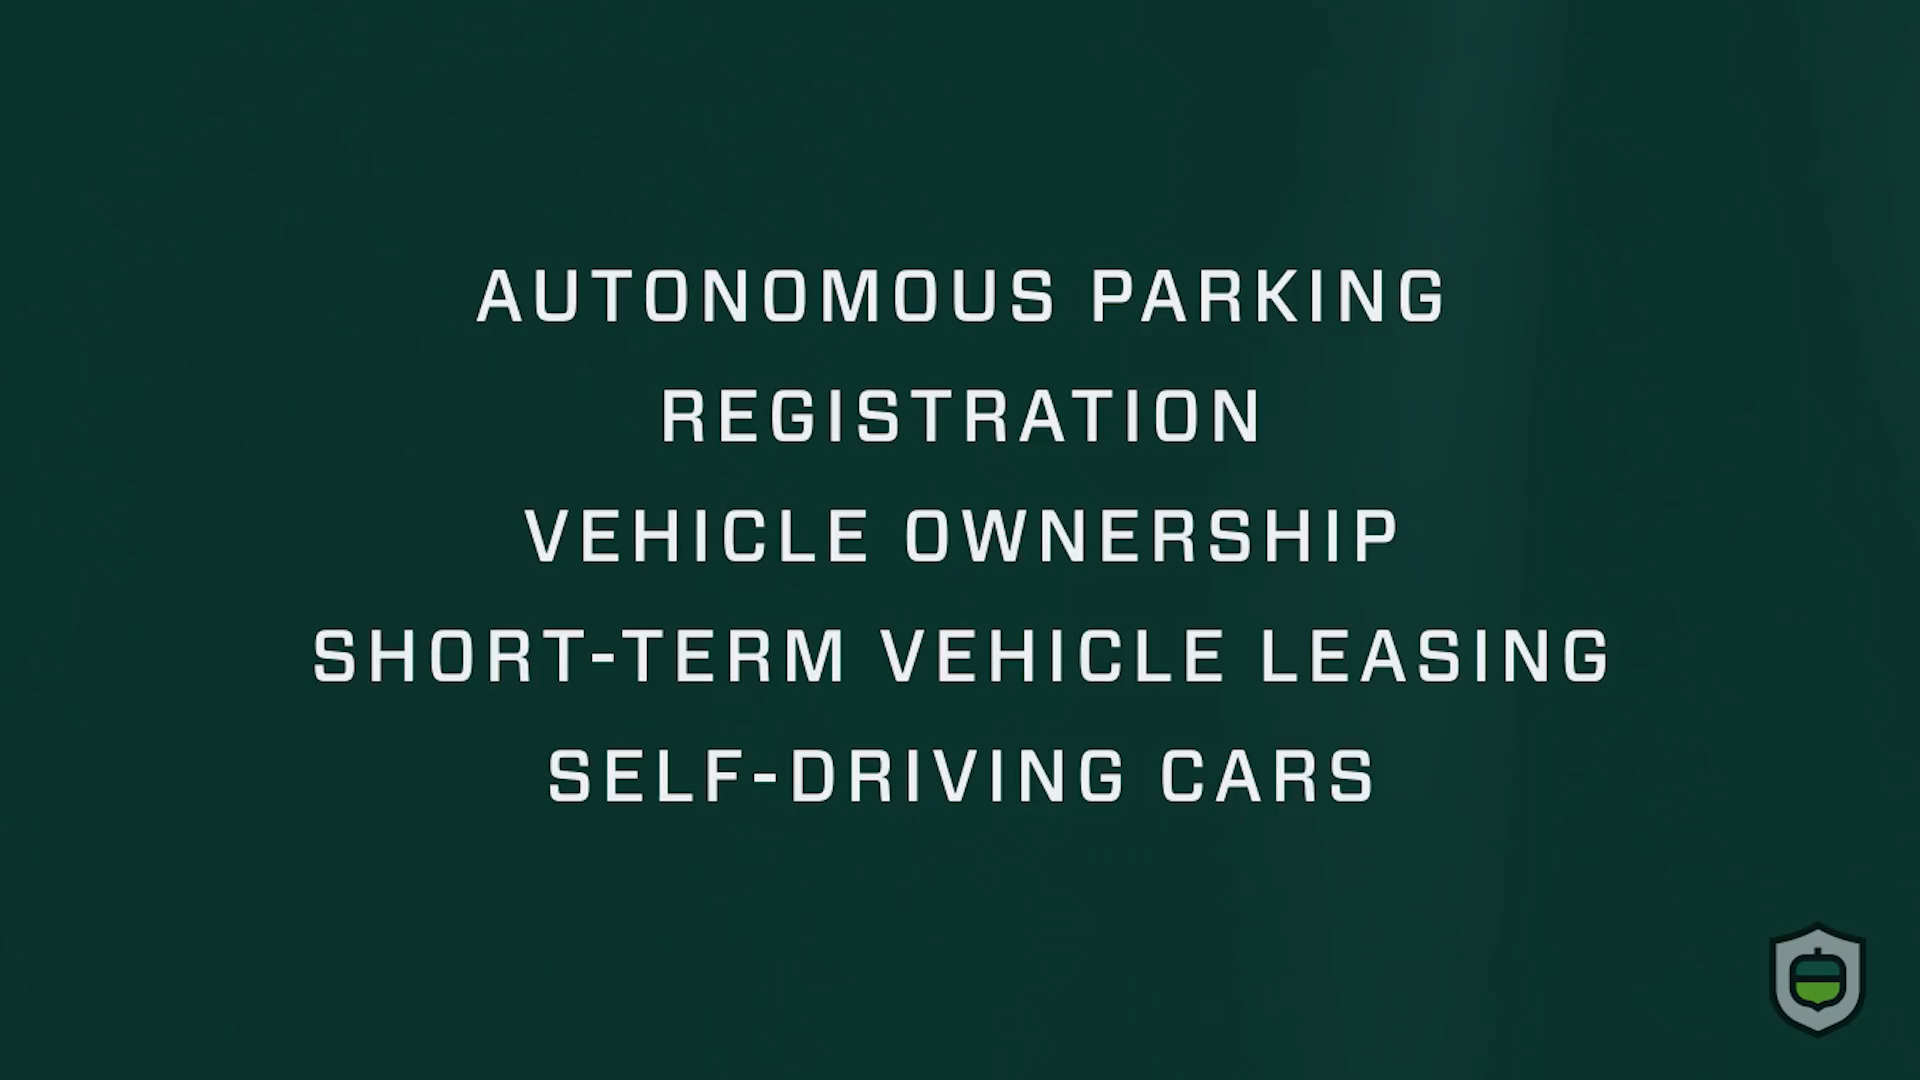 AUTONOMOUS PARKING
REGISTRATION
VEHICLE OWNERSHIP
SHORT-TERM VEHICLE LEASING
SELF-DRIVING CARS